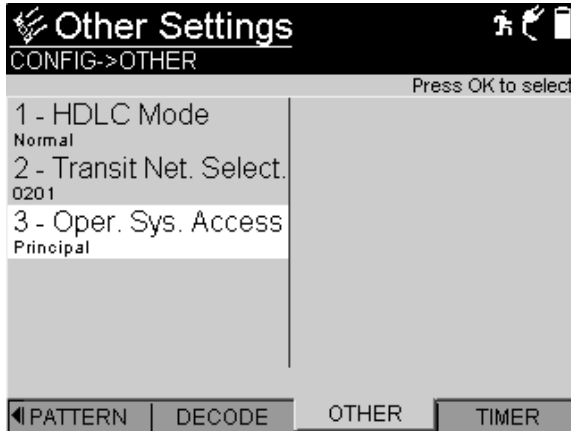 Other Settings
CONFIG->OTHER
Press OK to select
1 - HDLC Mode
Normal
2 - Transit Net. Select.
0201
3 - Oper. Sys. Access
Principal
PATTERN
DECODE
OTHER
TIMER